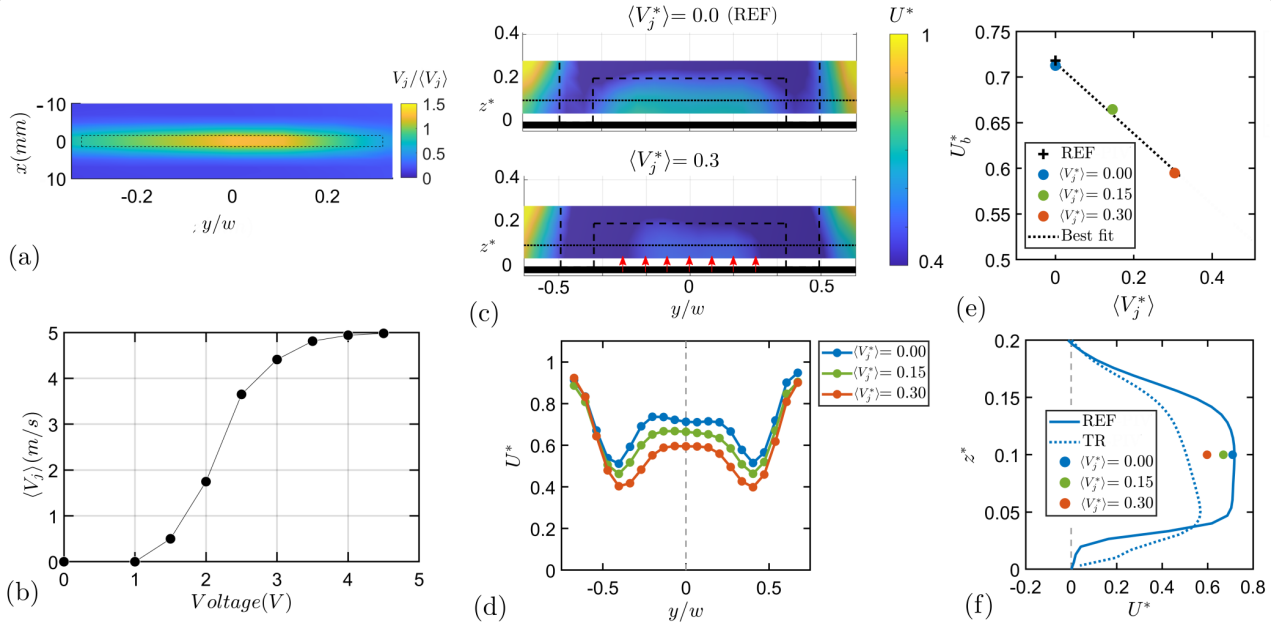 V_j/⟨V_j⟩
1.5
1
0.5
0
-10
0
10
x(mm)
-0.2
0
0.2
y/w
(a)
5
4
3
2
1
0
⟨V_j⟩(m/s)
0
1
2
3
4
5
Voltage(V)
(b)
⟨V_j^*⟩= 0.0 (REF)
0.4
0.2
z*
0
⟨V_j^*⟩ = 0.3
0.4
0.2
z*
0
-0.5
0
0.5
y/w
(c)
U*
1
0.4
1
0.8
0.6
0.4
0.2
0
U*
-0.5
0
0.5
y/w
(d)
⟨V_j^*⟩= 0.00
⟨V_j^*⟩= 0.15
⟨V_j^*⟩= 0.30
0.75
0.7
0.65
0.6
0.55
0.5
U_b^*
REF
⟨V_j^*⟩ = 0.00
⟨V_j^*⟩ = 0.15
⟨V_j^*⟩ = 0.30
Best fit
0
0.2
0.4
⟨V_j^*⟩
(e)
0.2
0.15
0.1
0.05
0
z*
REF
TR
⟨V_j^*⟩= 0.00
⟨V_j^*⟩ = 0.15
⟨V_j^*⟩ = 0.30
0
0.2
0.4
0.6
0.8
U*
(f)